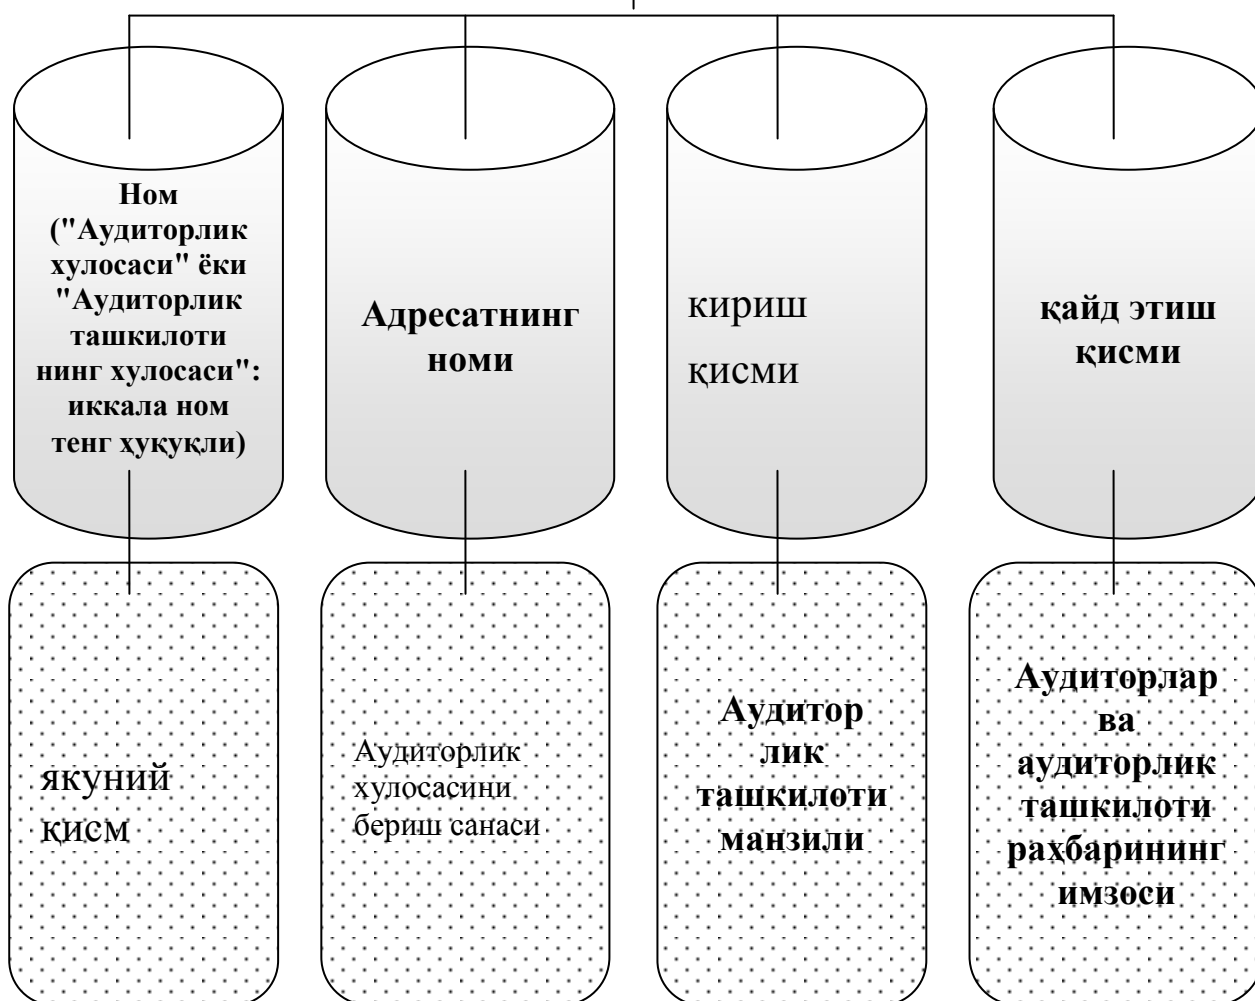 Ном
("Аудиторлик
хулосаси" ёки
"Аудиторлик
ташкилоти
нинг хулосаси":
иккала ном
тенг ҳуқуқли)
Адресатнинг
номи
кириш
қисми
қайд этиш
қисми
якуний
қисм
Аудиторлик
хулосасини
бериш санаси
Аудитор
лик
ташкилоти
манзили
Аудиторлар
ва
аудиторлик
ташкилоти
раҳбарининг
имзоси